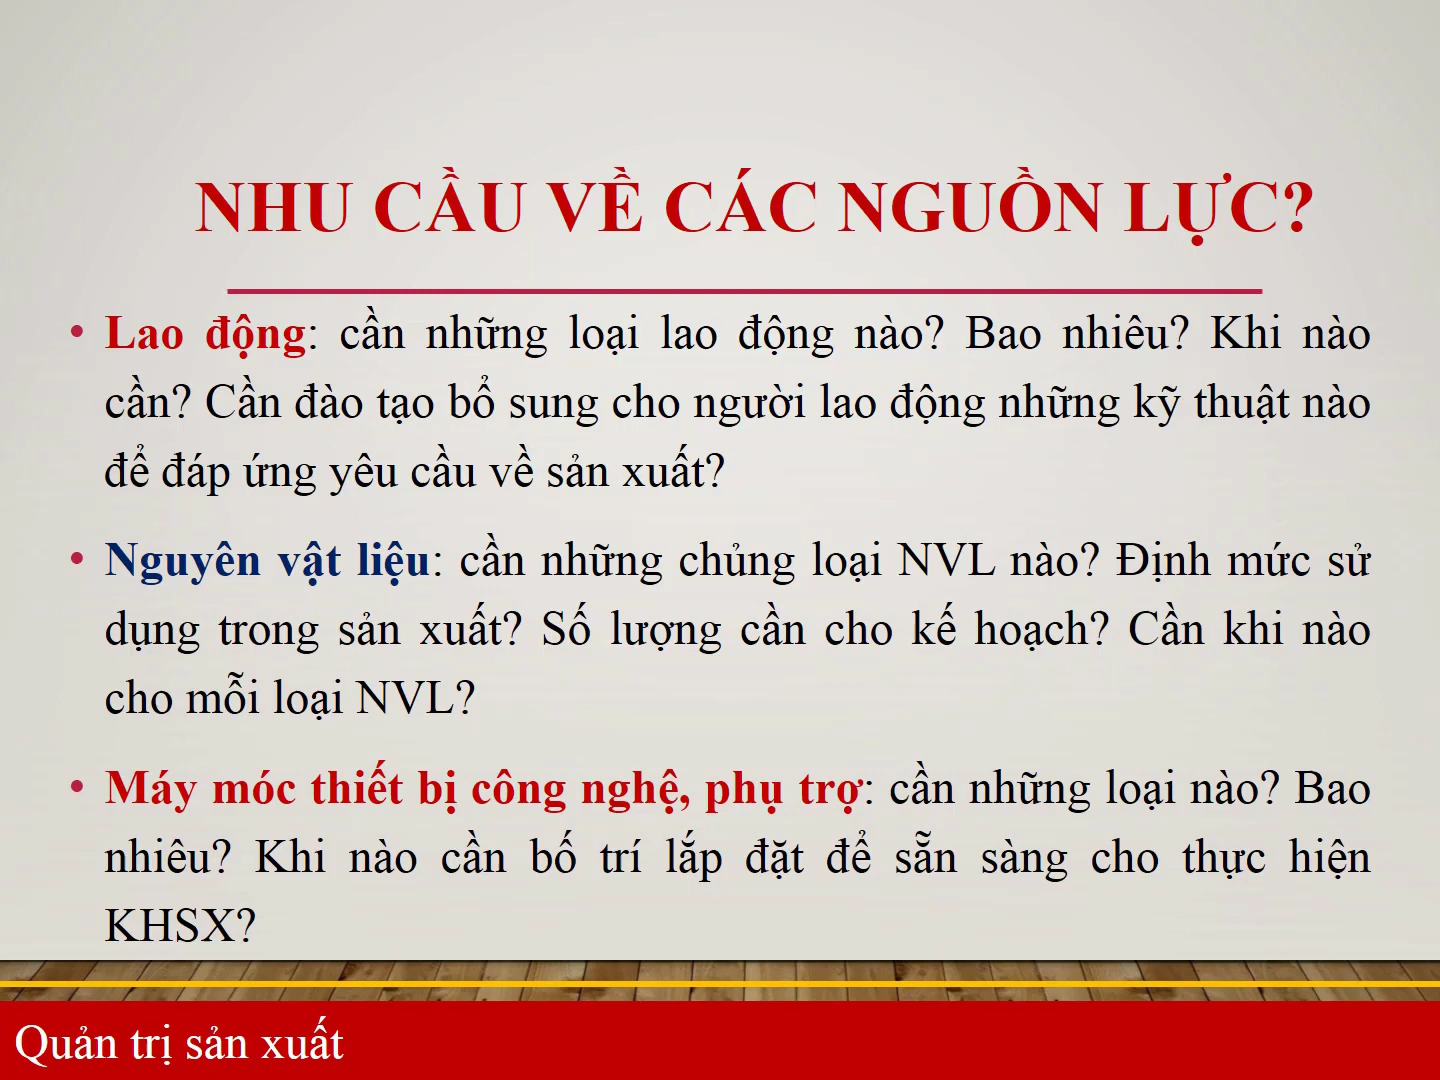 NHU CẦU VỀ CÁC NGUỒN LỰC?
• Lao động: cần những loại lao động nào? Bao nhiêu? Khi nào
cần? Cần đào tạo bổ sung cho người lao động những kỹ thuật nào
để đáp ứng yêu cầu về sản xuất?
• Nguyên vật liệu: cần những chủng loại NVL nào? Định mức sử
dụng trong sản xuất? Số lượng cần cho kế hoạch? Cần khi nào
cho mỗi loại NVL?
• Máy móc thiết bị công nghệ, phụ trợ: cần những loại nào? Bao
nhiêu? Khi nào cần bố trí lắp đặt để sẵn sàng cho thực hiện
KHSX?
Quản trị sản xuất